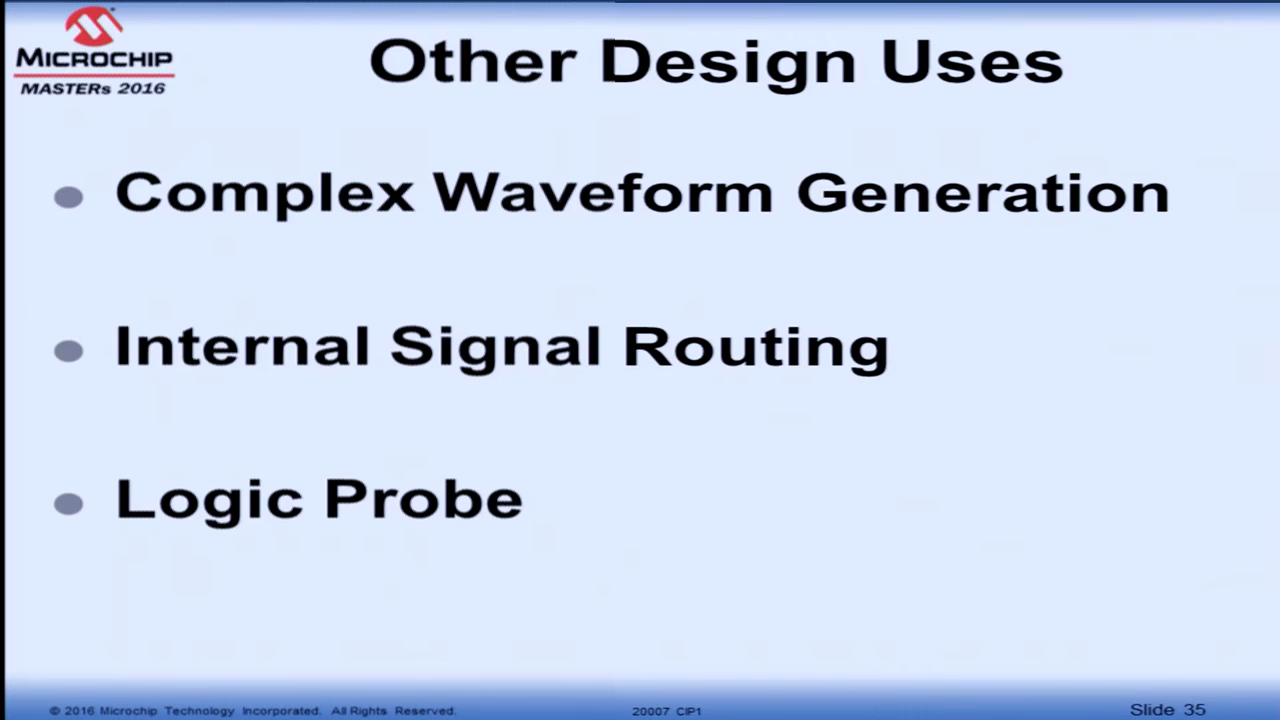 MICROCHIP
MASTERs 2016
Other Design Uses
Complex Waveform Generation
Internal Signal Routing
Logic Probe
© 2016 Microchip Technology Incorporated. All Rights Reserved.
20007 CIP1
Slide 35